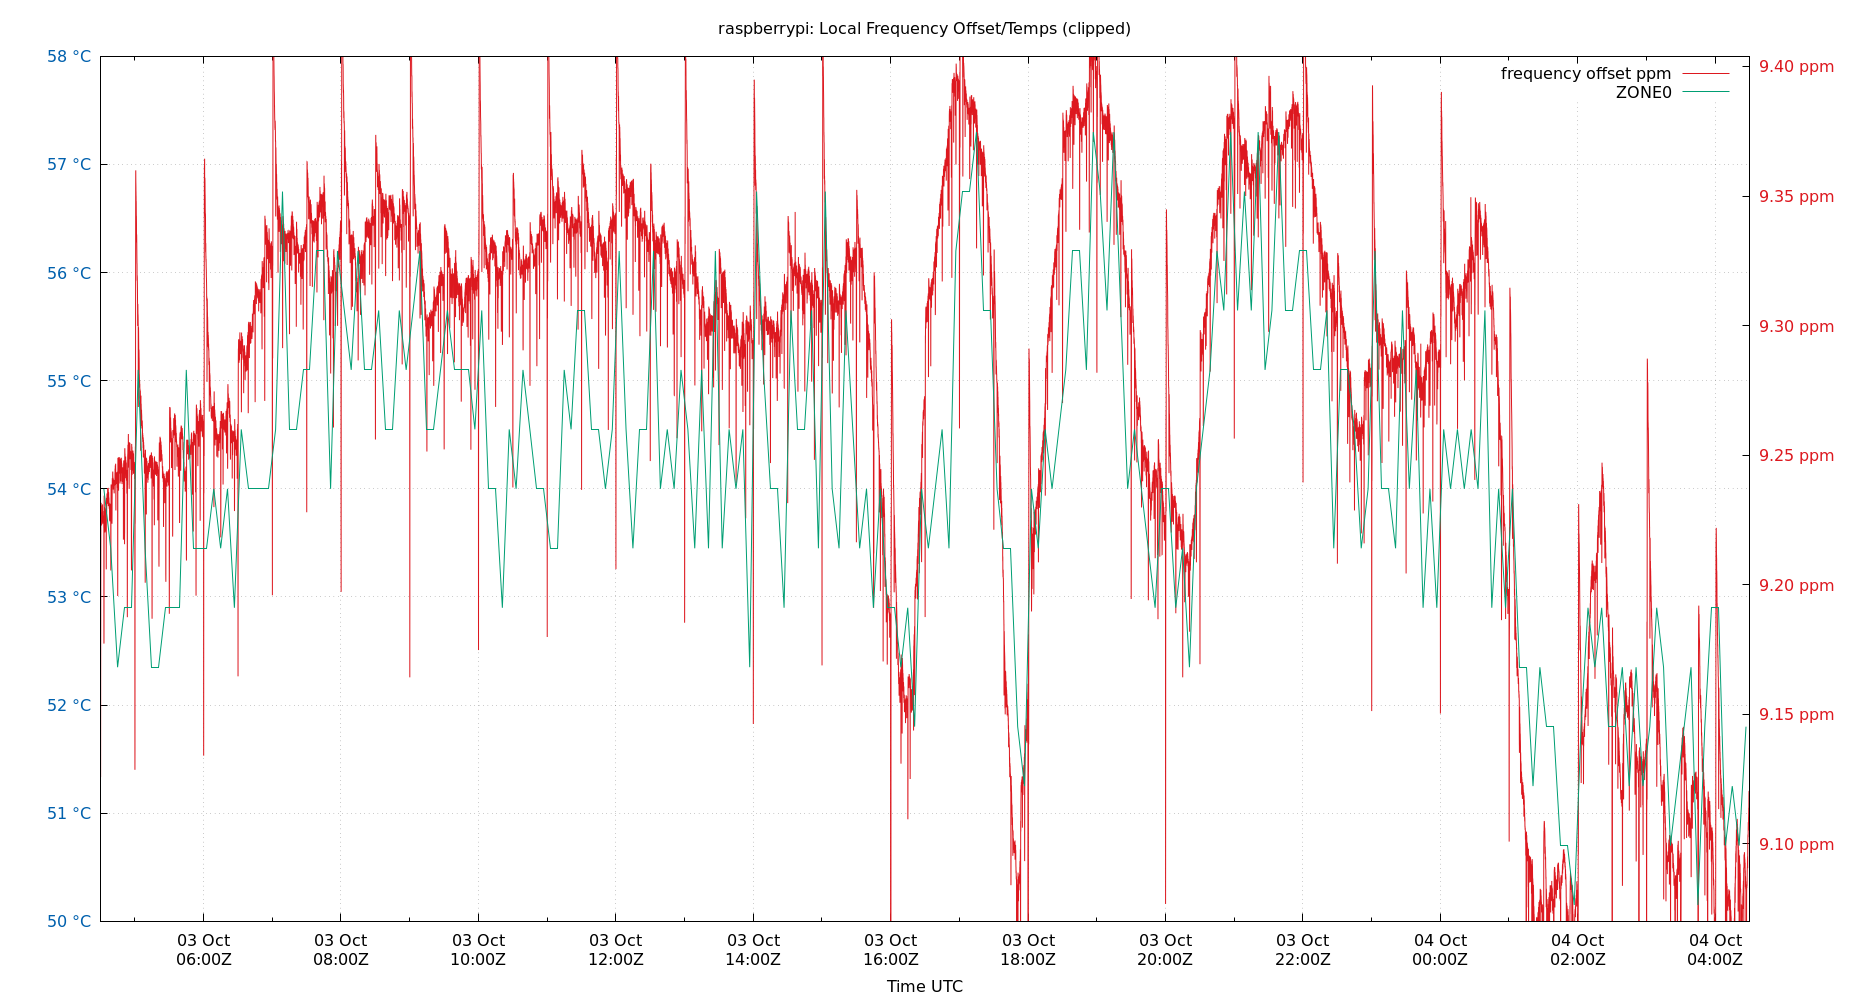 raspberrypi: Local Frequency Offset/Temps (clipped)
58 °C
57 °C
56 °C
55 °C
54 °C
53 °C
52 °C
51 °C
50 °C
frequency offset ppm
ZONE0
9.40 ppm
9.35 ppm
9.30 ppm
9.25 ppm
9.20 ppm
9.15 ppm
9.10 ppm
03 Oct
06:00Z
03 Oct
08:00Z
03 Oct
10:00Z
03 Oct
12:00Z
03 Oct
14:00Z
03 Oct
16:00Z
03 Oct
18:00Z
03 Oct
20:00Z
03 Oct
22:00Z
04 Oct
00:00Z
04 Oct
02:00Z
04 Oct
04:00Z
Time UTC